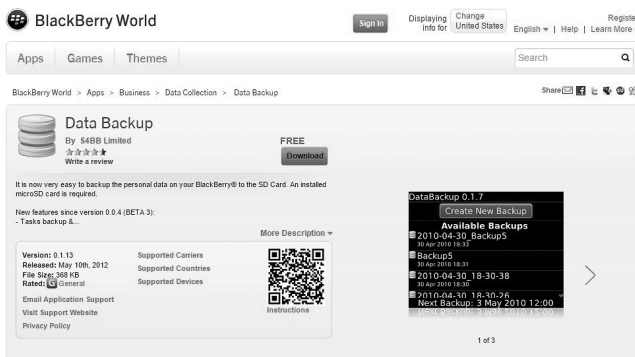 BlackBerry World
Sign In
Displaying info for
Change
United States
Registe
English | Help | Learn More
Apps Games Themes
Search
BlackBerry World > Apps > Business > Data Collection > Data Backup
Share
Data Backup
By S4BB Limited
Write a review
FREE
Download
It is now very easy to backup the personal data on your BlackBerry® to the SD Card. An installed
microSD card is required.
New features since version 0.0.4 (BETA 3):
- Tasks backup &...
More Description
Version: 0.1.13
Released: May 10th, 2012
File Size: 368 KB
Rated: G General
Email Application Support
Visit Support Website
Privacy Policy
Supported Carriers
Supported Countries
Supported Devices
Instructions
DataBackup 0.1.7
Create New Backup
Available Backups
2010-04-30_Backup5
30 Apr 2010 18:33
Backup5
30 Apr 2010 18:31
2010-04-30_18-30-38
30 Apr 2010 18:30
2010-04-30_18-30-26
Next Backup: 3 May 2010 12:00
1 of 3